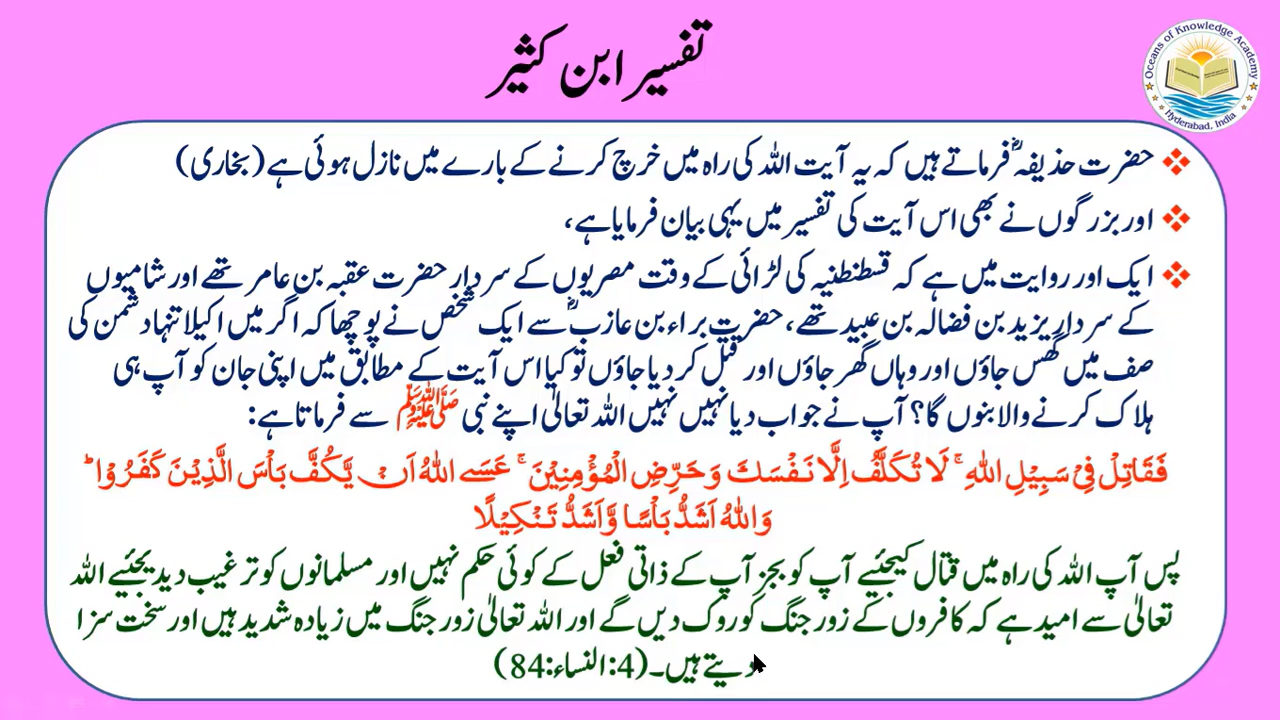 تفسیر ابن کثیر
Oceans of Knowledge Academy
Hyderabad, India
حضرت حذیفہؓ فرماتے ہیں کہ یہ آیت اللہ کی راہ میں خرچ کرنے کے بارے میں نازل ہوئی ہے (بخاری)
اور بزرگوں نے بھی اس آیت کی تفسیر میں یہی بیان فرمایا ہے،
ایک اور روایت میں ہے کہ قسطنطنیہ کی لڑائی کے وقت مصریوں کے سردار حضرت عقبہ بن عامر تھے اور شامیوں
کے سردار یزید بن فضالہ بن عبید تھے، حضرت براء بن عازبؓ سے ایک شخص نے پوچھا کہ اگر میں اکیلا تنہا دشمن کی
صف میں گھس جاؤں اور وہاں گھر جاؤں اور قتل کر دیا جاؤں تو کیا اس آیت کے مطابق میں اپنی جان کو آپ ہی
ہلاک کرنے والا بنوں گا؟ آپ نے جواب دیا نہیں نہیں اللہ تعالیٰ اپنے نبی ﷺ سے فرماتا ہے:
فَقَاتِلْ فِیْ سَبِیْلِ اللہِ ۚ لَا تُکَلَّفُ اِلَّا نَفْسَكَ وَحَرِّضِ الْمُؤْمِنِیْنَ ۚ عَسَی اللہُ اَنْ یَّكُفَّ بَاْسَ الَّذِیْنَ كَفَرُوْا ؕ
وَاللہُ اَشَدُّ بَاْسًا وَّاَشَدُّ تَنْكِیْلًا
پس آپ اللہ کی راہ میں قتال کیجئیے آپ کو بجز آپ کے ذاتی فعل کے کوئی حکم نہیں اور مسلمانوں کو ترغیب دیدیجئیے اللہ
تعالیٰ سے امید ہے کہ کافروں کے زور جنگ کو روک دیں گے اور اللہ تعالیٰ زور جنگ میں زیادہ شدید ہیں اور سخت سزا
دیتے ہیں۔(4: النساء:84)